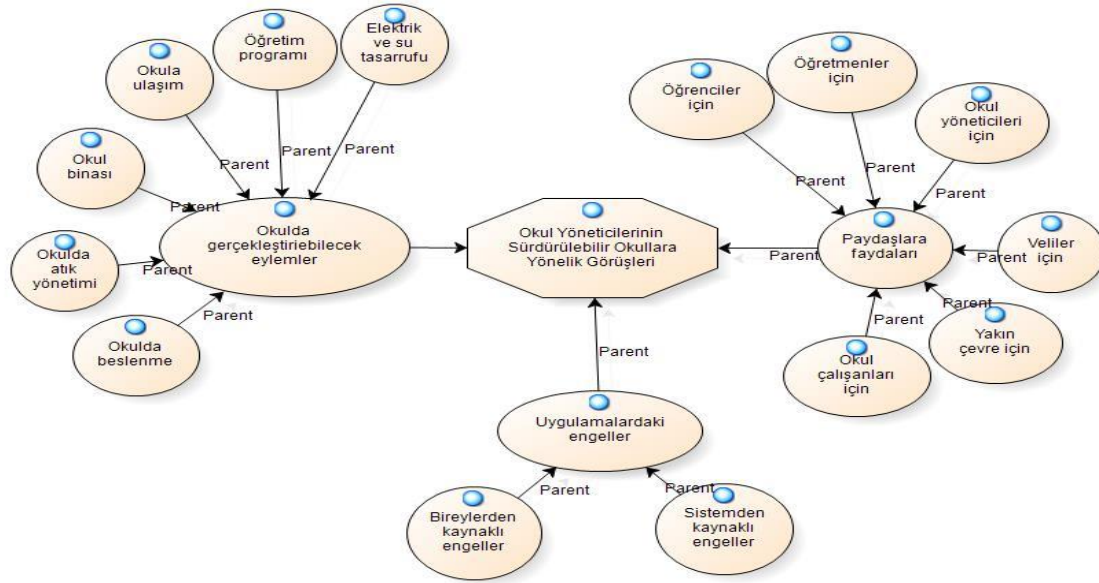 Elektrik
ve su
tasarrufu
Öğretim
programı
Okula
ulaşım
Okul
binası
Okulda
atık
yönetimi
Okulda
beslenme
Parent
Parent
Parent
Parent
Parent
Parent
Okulda
gerçekleştiriebilecek
eylemler
Okul Yöneticilerinin
Sürdürülebilir Okullara
Yönelik Görüşleri
Öğrenciler
için
Öğretmenler
için
Okul
yöneticileri
için
Veliler
için
Yakın
çevre için
Okul
çalışanları
için
Parent
Parent
Parent
Parent
Parent
Parent
Parent
Paydaşlara
faydaları
Parent
Uygulamalardaki
engeller
Parent
Parent
Bireylerden
kaynaklı
engeller
Sistemden
kaynaklı
engeller